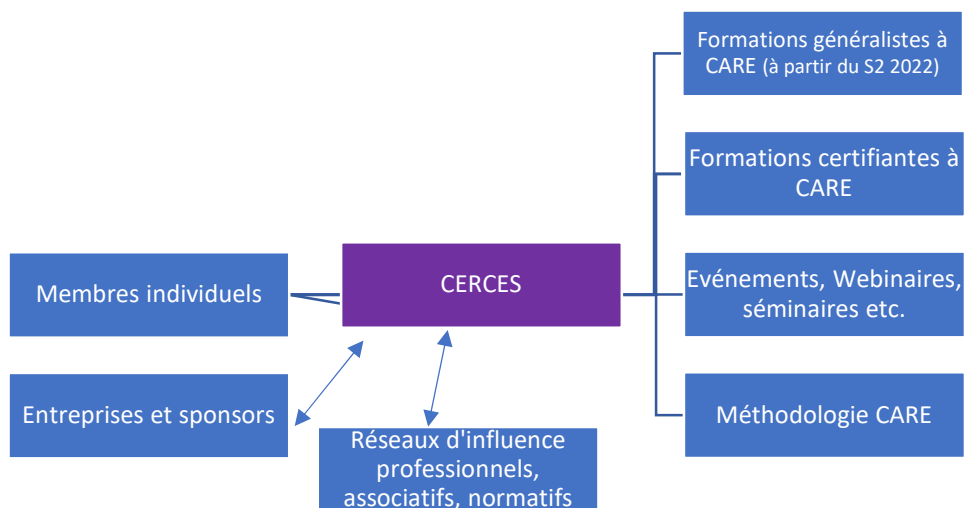 Formations généralistes à
CARE (à partir du S2 2022)
Formations certifiantes à
CARE
CERCES
Membres individuels
Evénements, Webinaires,
séminaires etc.
Entreprises et sponsors
Méthodologie CARE
Réseaux d'influence
professionnels,
associatifs, normatifs